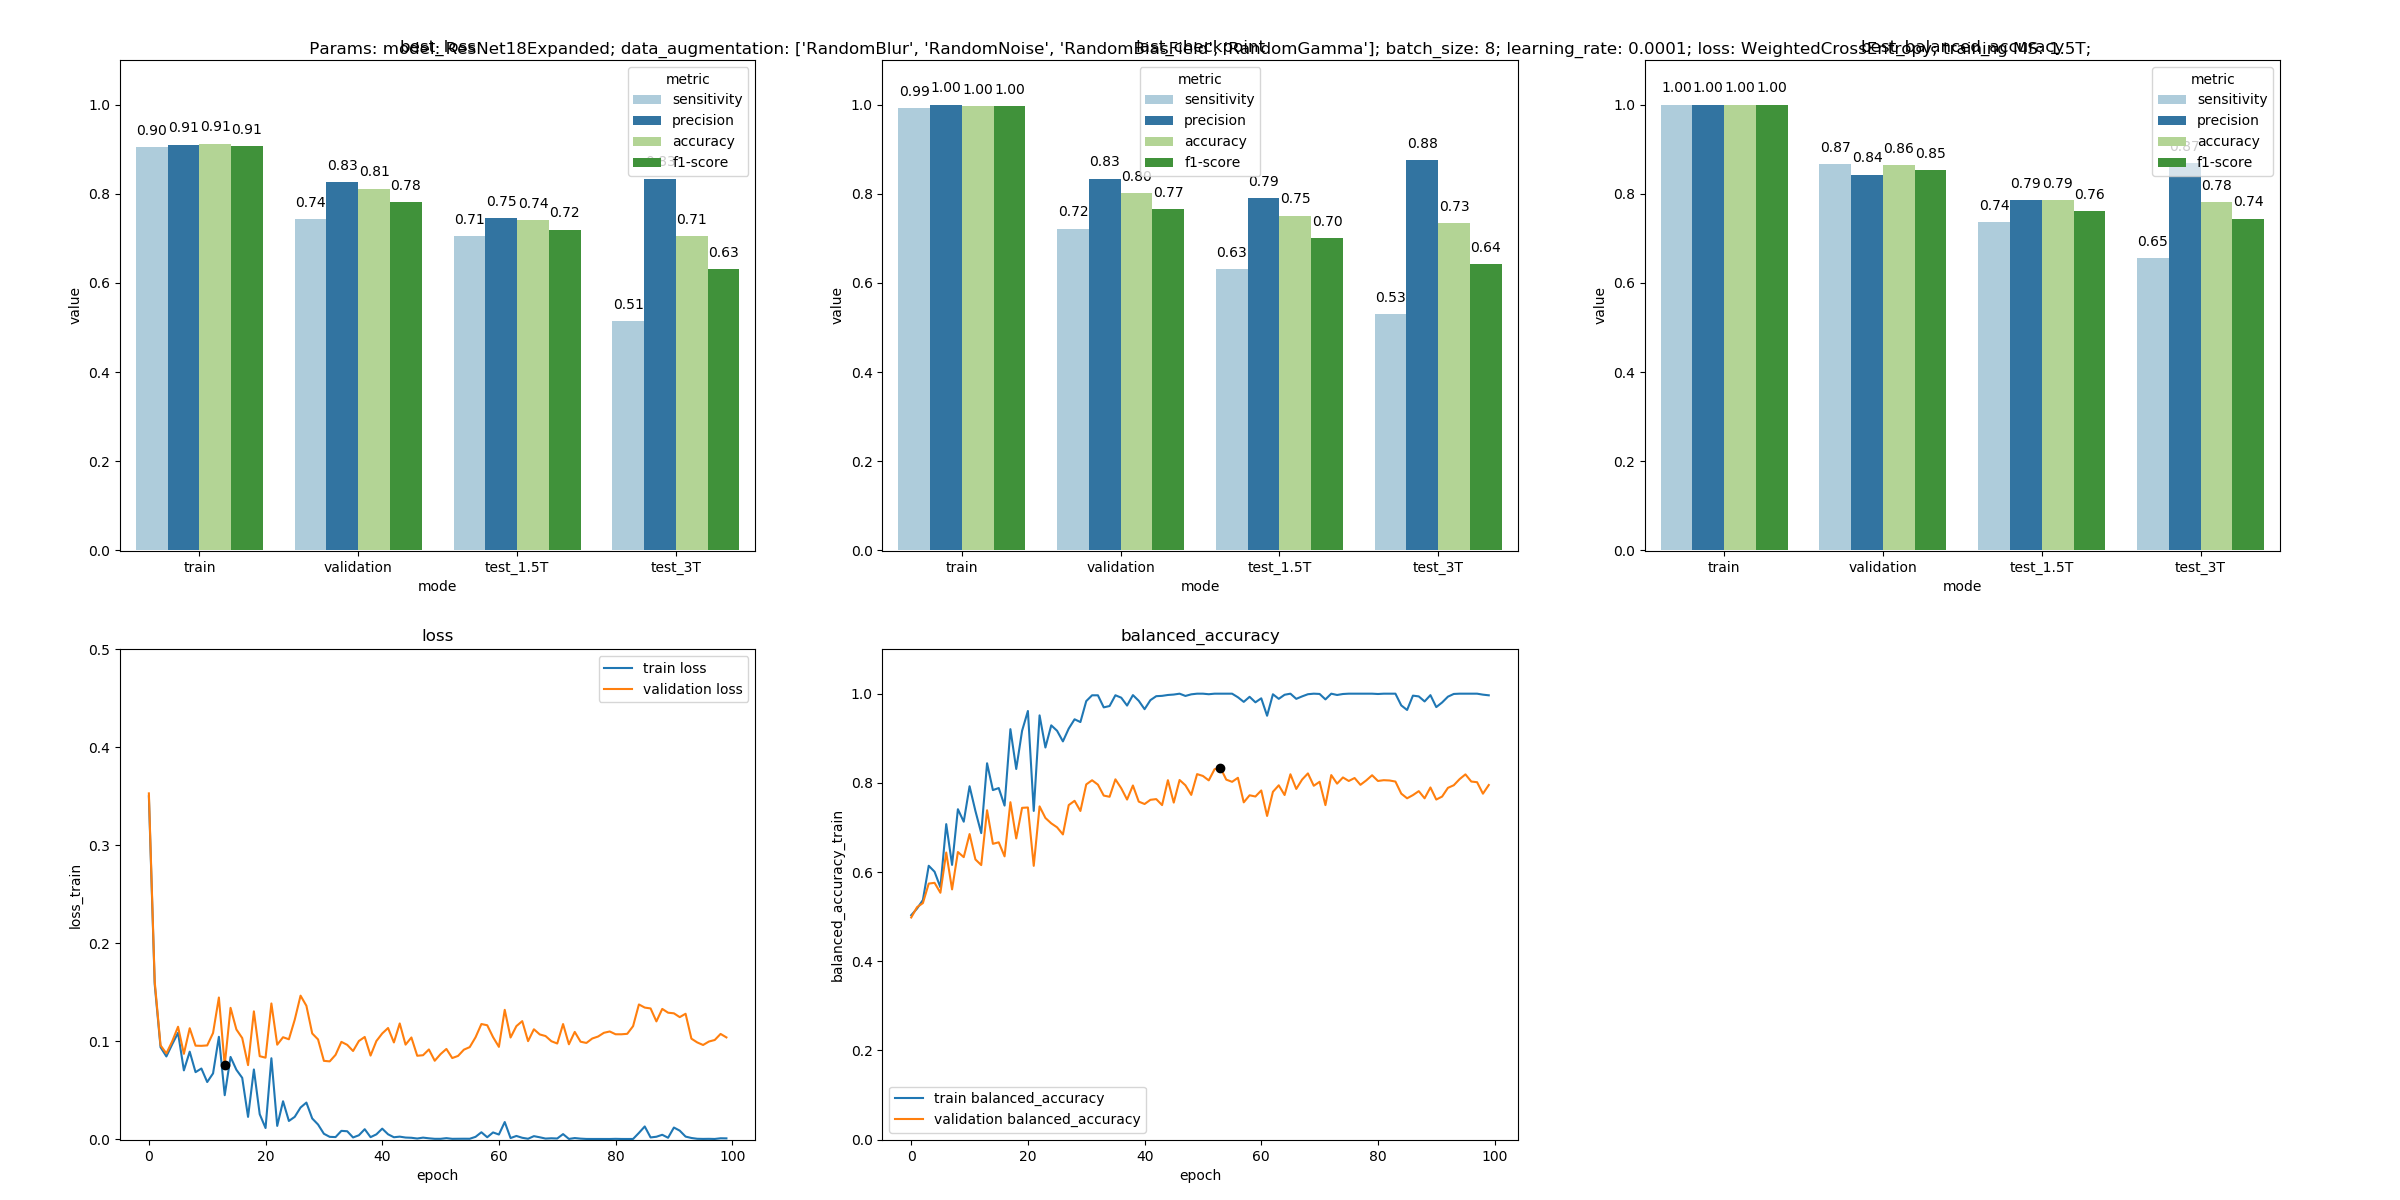 Params: model: ResNet18Expanded; data_augmentation: ['RandomBlur', 'RandomNoise', 'RandomBiasField', 'RandomGamma']; batch_size: 8; learning_rate: 0.0001; loss: WeightedCrossEntropy; training MS: 1.5T;
best_loss
last_checkpoint
best_balanced_accuracy
metric
sensitivity
precision
accuracy
f1-score
0.90 0.91 0.91 0.91
0.74 0.83 0.81 0.78
0.71 0.75 0.74 0.72
0.51 0.83 0.71 0.63
value
1.0
0.8
0.6
0.4
0.2
0.0
train validation test_1.5T test_3T
mode
metric
sensitivity
precision
accuracy
f1-score
0.99 1.00 1.00 1.00
0.72 0.83 0.80 0.77
0.63 0.79 0.75 0.70
0.53 0.88 0.73 0.64
value
1.0
0.8
0.6
0.4
0.2
0.0
train validation test_1.5T test_3T
mode
metric
sensitivity
precision
accuracy
f1-score
1.00 1.00 1.00 1.00
0.87 0.84 0.86 0.85
0.74 0.79 0.79 0.76
0.65 0.87 0.78 0.74
value
1.0
0.8
0.6
0.4
0.2
0.0
train validation test_1.5T test_3T
mode
loss
train loss
validation loss
loss_train
0.5
0.4
0.3
0.2
0.1
0.0
0 20 40 60 80 100
epoch
balanced_accuracy
balanced_accuracy_train
1.0
0.8
0.6
0.4
0.2
0.0
train balanced_accuracy
validation balanced_accuracy
0 20 40 60 80 100
epoch